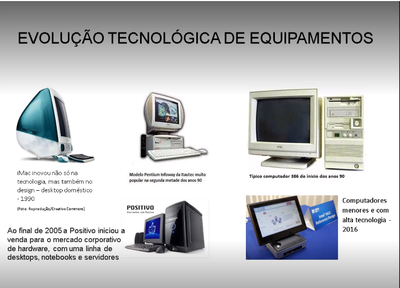 EVOLUÇÃO TECNOLÓGICA DE EQUIPAMENTOS
iMac inovou não só na
tecnologia, mas também no
design – desktop doméstico
- 1990
(Foto: Reprodução/Creative Commons)
Modelo Pentium Infoway da Itautec muito
popular na segunda metade dos anos 90
Típico computador 386 de início dos anos 90
POSITIVO
Ao final de 2005 a Positivo iniciou a
venda para o mercado corporativo
de hardware, com uma linha de
desktops, notebooks e servidores
Computadores
menores e com
alta tecnologia -
2016